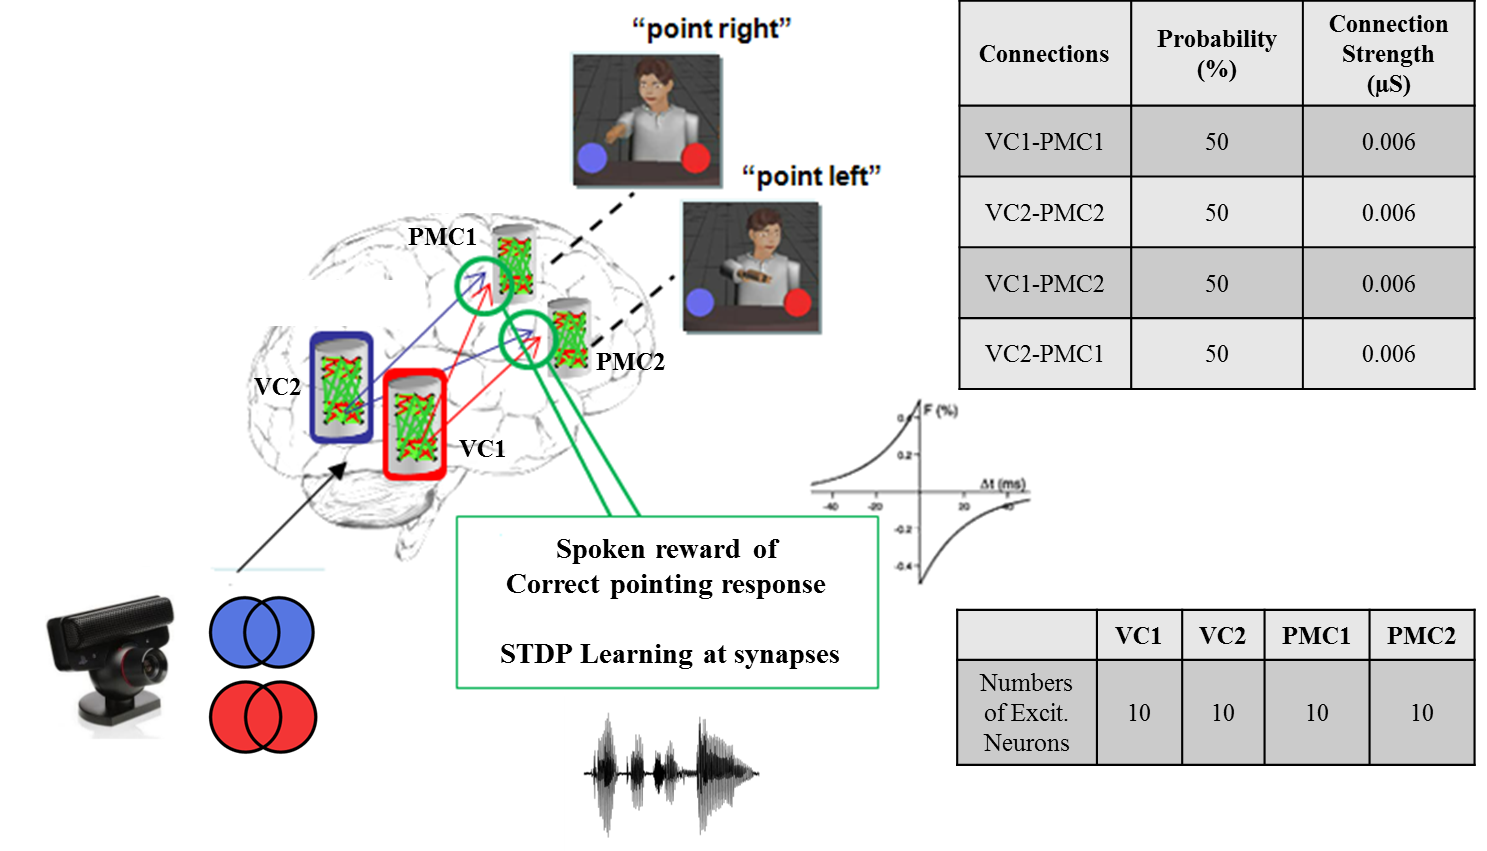 “point right”
“point left”
PMC1
PMC2
VC2
VC1
Spoken reward of
Correct pointing response
STDP Learning at synapses
Connections
Probability
(%)
Connection
Strength
(µS)
VC1-PMC1
50
0.006
VC2-PMC2
50
0.006
VC1-PMC2
50
0.006
VC2-PMC1
50
0.006
F (%)
0.4
0.2
Δt (ms)
-40
-20
20
40
-0.2
-0.4
VC1
VC2
PMC1
PMC2
Numbers
of Excit.
Neurons
10
10
10
10